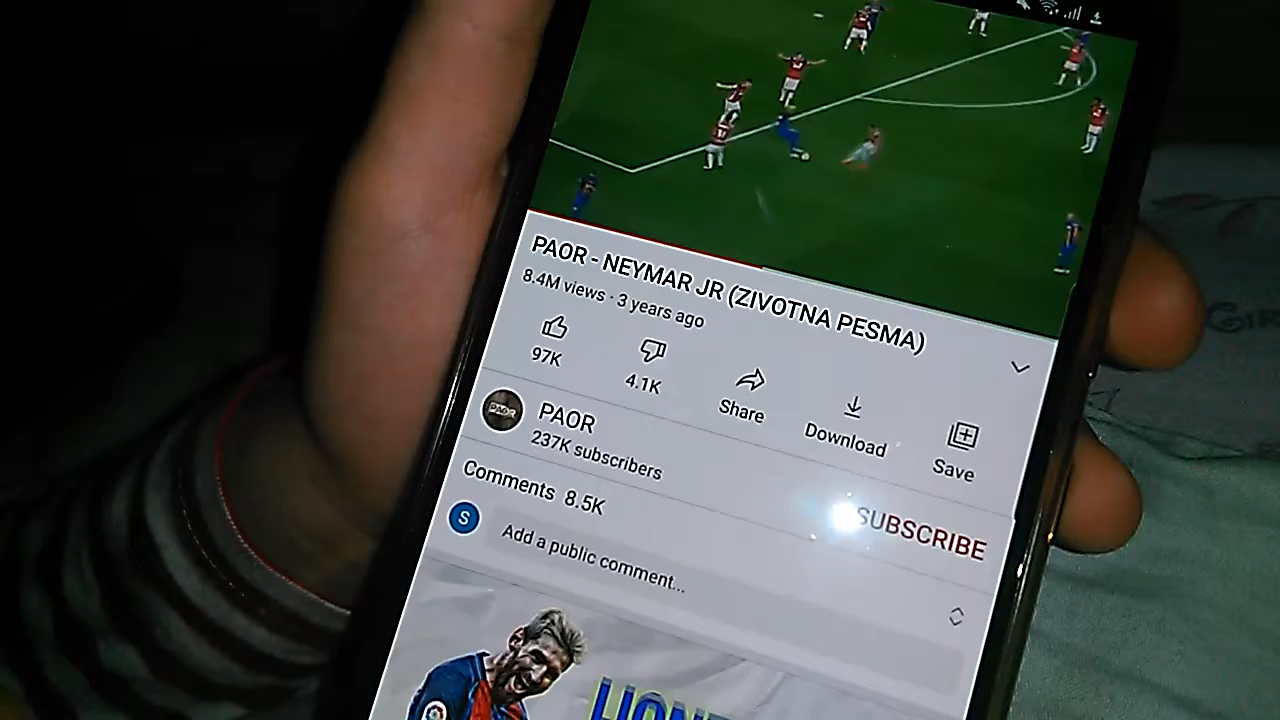 PAOR - NEYMAR JR (ZIVOTNA PESMA)
8.4M views · 3 years ago
97K
4.1K
Share
Download
Save
PAOR
PAOR
237K subscribers
SUBSCRIBE
Comments 8.5K
S
Add a public comment...